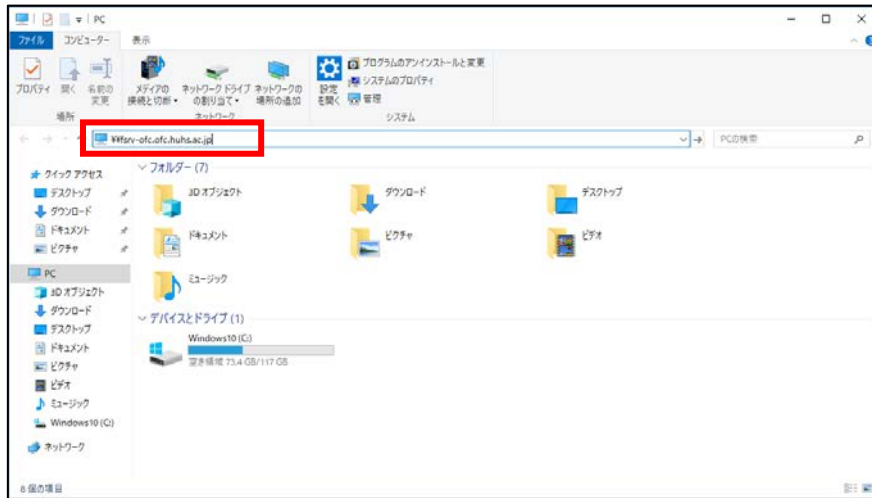 PC
ファイル コンピューター 表示
プロパティ 開く 名前の変更
メディアの接続と切断 ネットワーク ドライブの割り当て ネットワークの場所の追加
設定を開く
プログラムのアンインストールと変更
システムのプロパティ
管理
場所 ネットワーク システム
¥¥fsrv-ofc.ofc.huhs.ac.jp
PCの検索
クイック アクセス
デスクトップ
ダウンロード
ドキュメント
ピクチャ
PC
3D オブジェクト
ダウンロード
デスクトップ
ドキュメント
ピクチャ
ビデオ
ミュージック
Windows10 (C:)
ネットワーク
フォルダー (7)
3D オブジェクト ダウンロード デスクトップ
ドキュメント ピクチャ ビデオ
ミュージック
デバイスとドライブ (1)
Windows10 (C:)
空き領域 73.4 GB/117 GB
8 個の項目